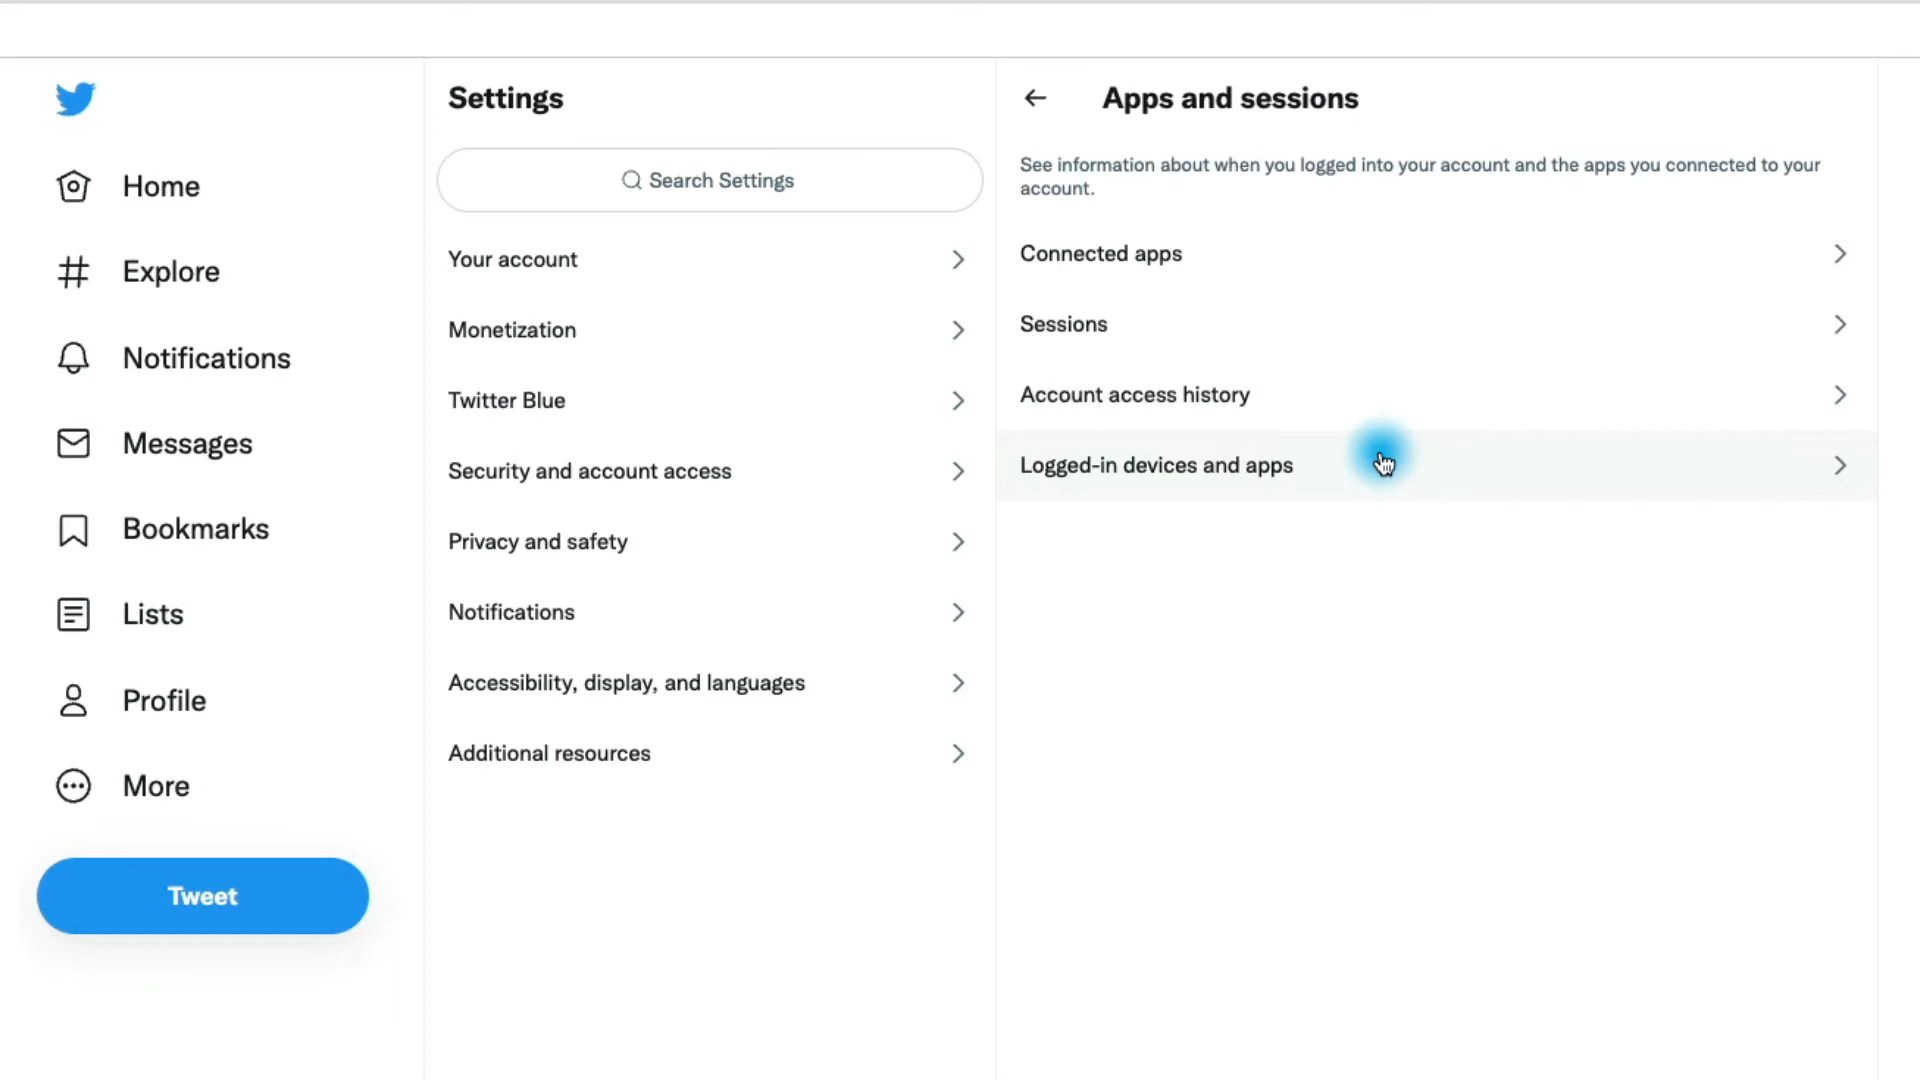 Home
Explore
Notifications
Messages
Bookmarks
Lists
Profile
More
Tweet
Settings
Search Settings
Your account
Monetization
Twitter Blue
Security and account access
Privacy and safety
Notifications
Accessibility, display, and languages
Additional resources
Apps and sessions
See information about when you logged into your account and the apps you connected to your
account.
Connected apps
Sessions
Account access history
Logged-in devices and apps